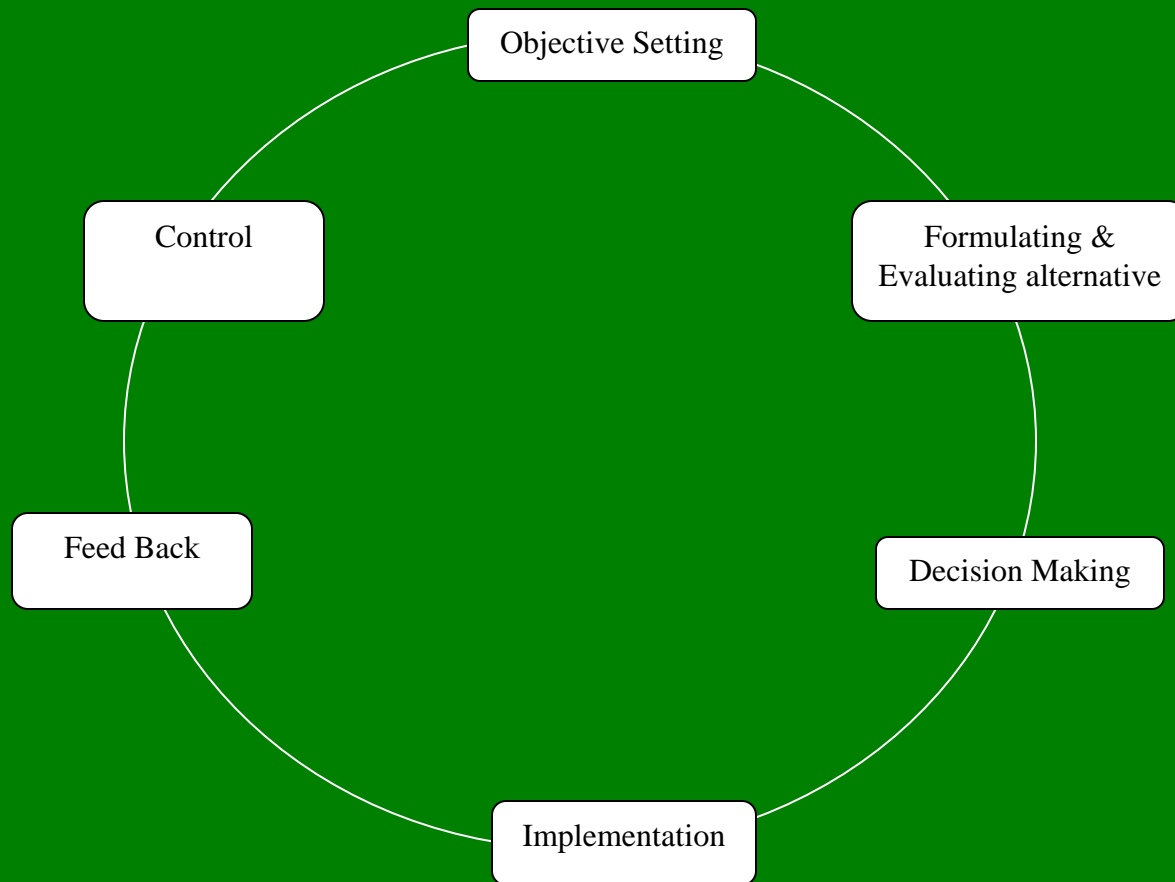 Objective Setting
Control
Formulating &
Evaluating alternative
Feed Back
Decision Making
Implementation